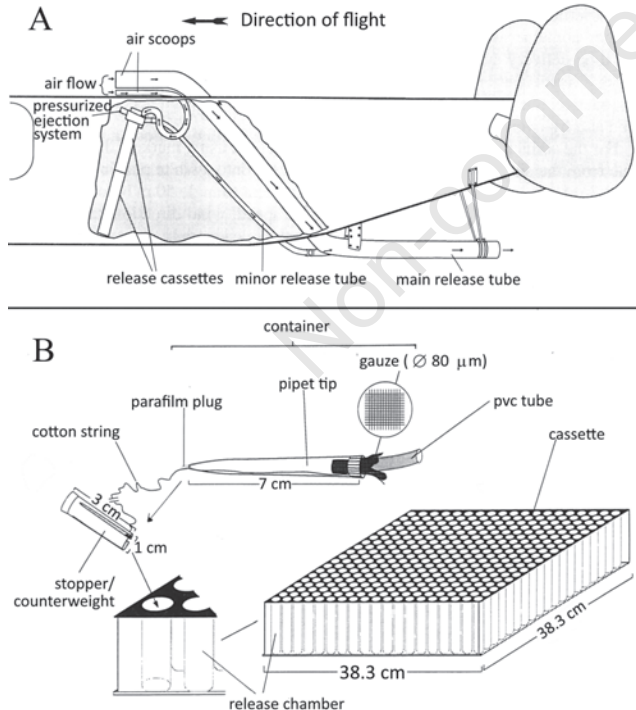 A
Direction of flight
air scoops
air flow
pressurized
ejection
system
release cassettes
minor release tube
main release tube
Non-comme
B
container
gauze ( Ø 80 μm)
pipet tip
parafilm plug
pvc tube
cotton string
cassette
7 cm
3 cm
1 cm
stopper/
counterweight
38.3 cm
38.3 cm
release chamber